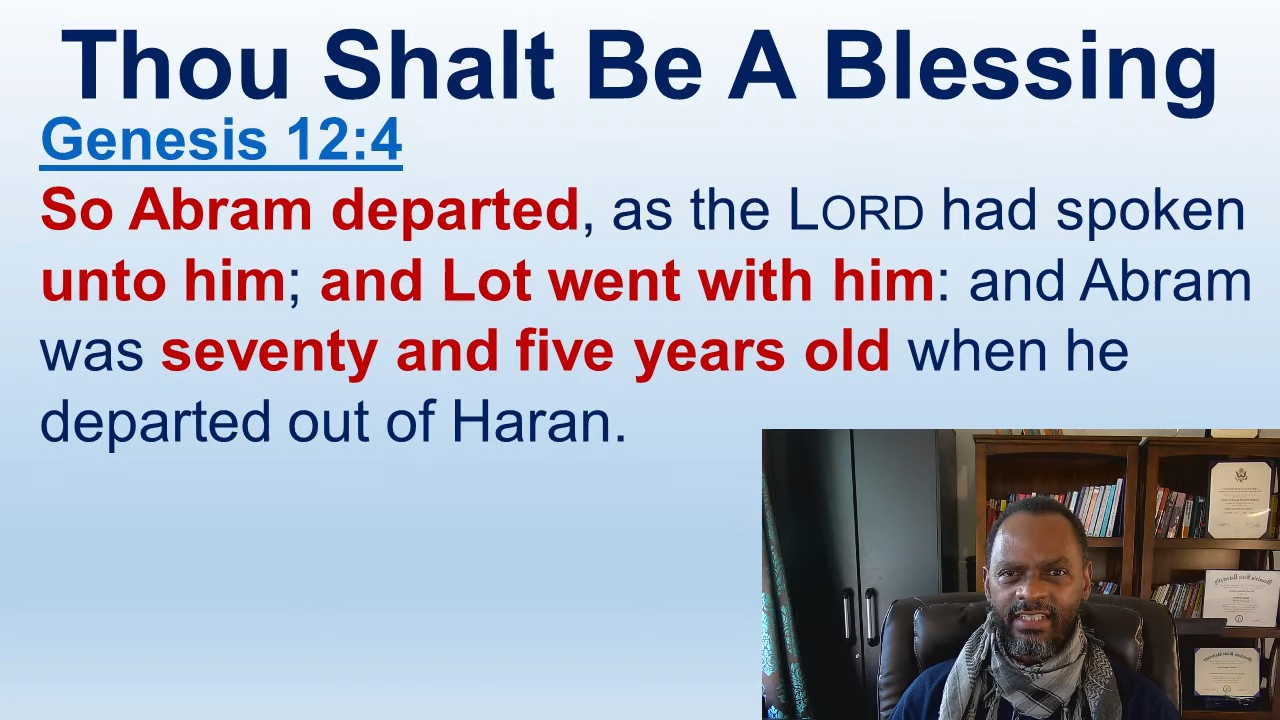 Thou Shalt Be A Blessing
Genesis 12:4
So Abram departed, as the LORD had spoken
unto him; and Lot went with him: and Abram
was seventy and five years old when he
departed out of Haran.